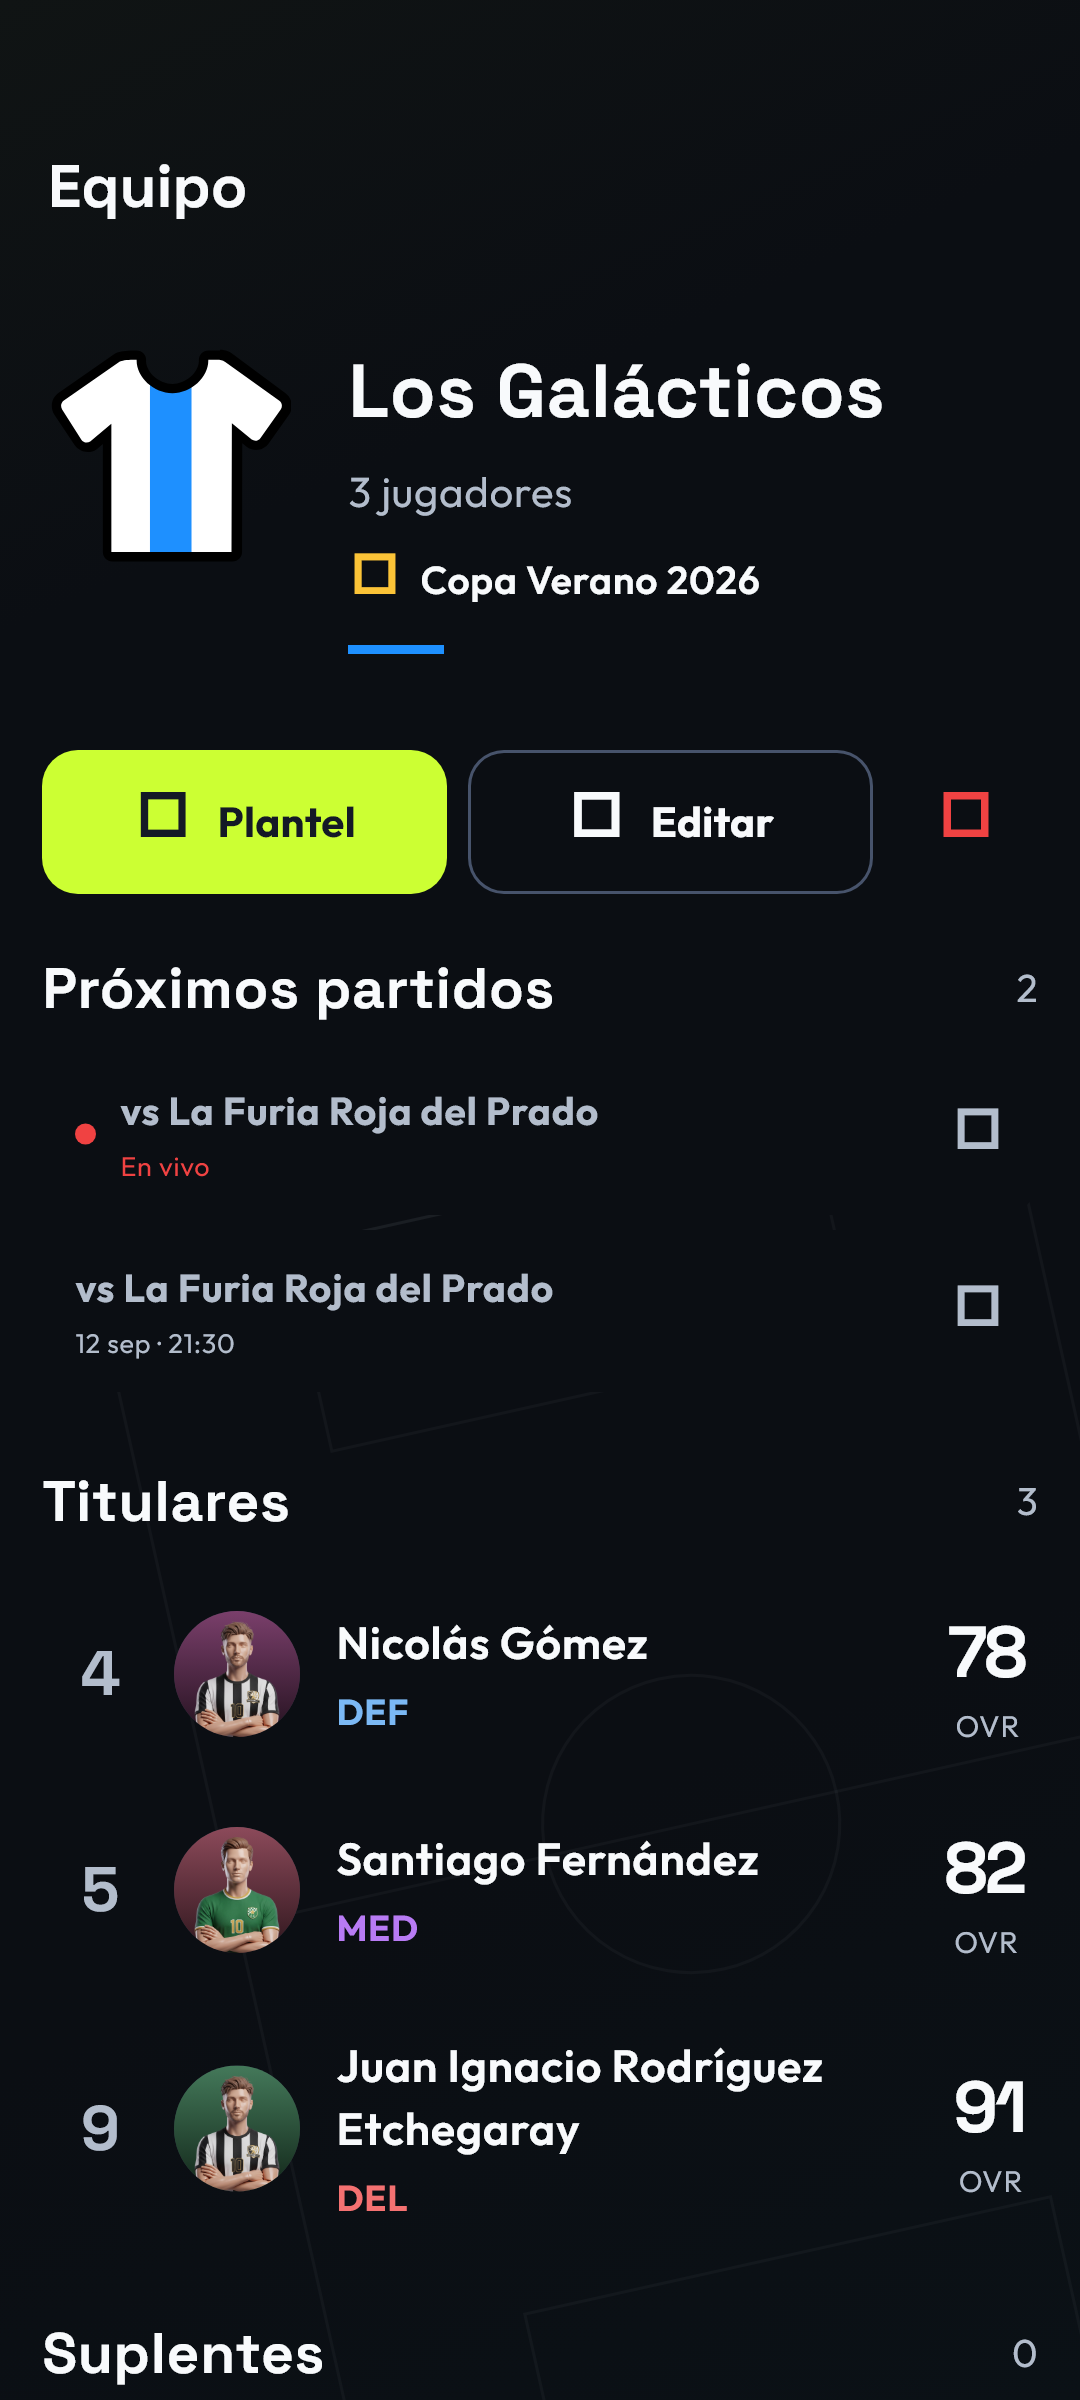 Equipo
Los Galácticos
3 jugadores
Copa Verano 2026
Plantel
Editar
Próximos partidos
2
vs La Furia Roja del Prado
En vivo
vs La Furia Roja del Prado
12 sep · 21:30
Titulares
3
4
Nicolás Gómez
78
DEF
OVR
5
Santiago Fernández
82
MED
OVR
9
Juan Ignacio Rodríguez
Etchegaray
91
DEL
OVR
Suplentes
0